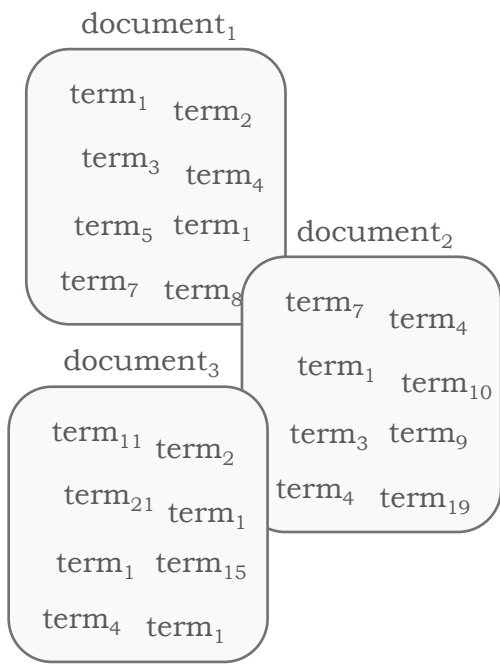 document₁
term₁ term₂
term₃ term₄
term₅ term₁
term₇ term₈
document₂
term₇ term₄
term₁ term₁₀
term₃ term₉
term₄ term₁₉
document₃
term₁₁ term₂
term₂₁ term₁
term₁ term₁₅
term₄ term₁